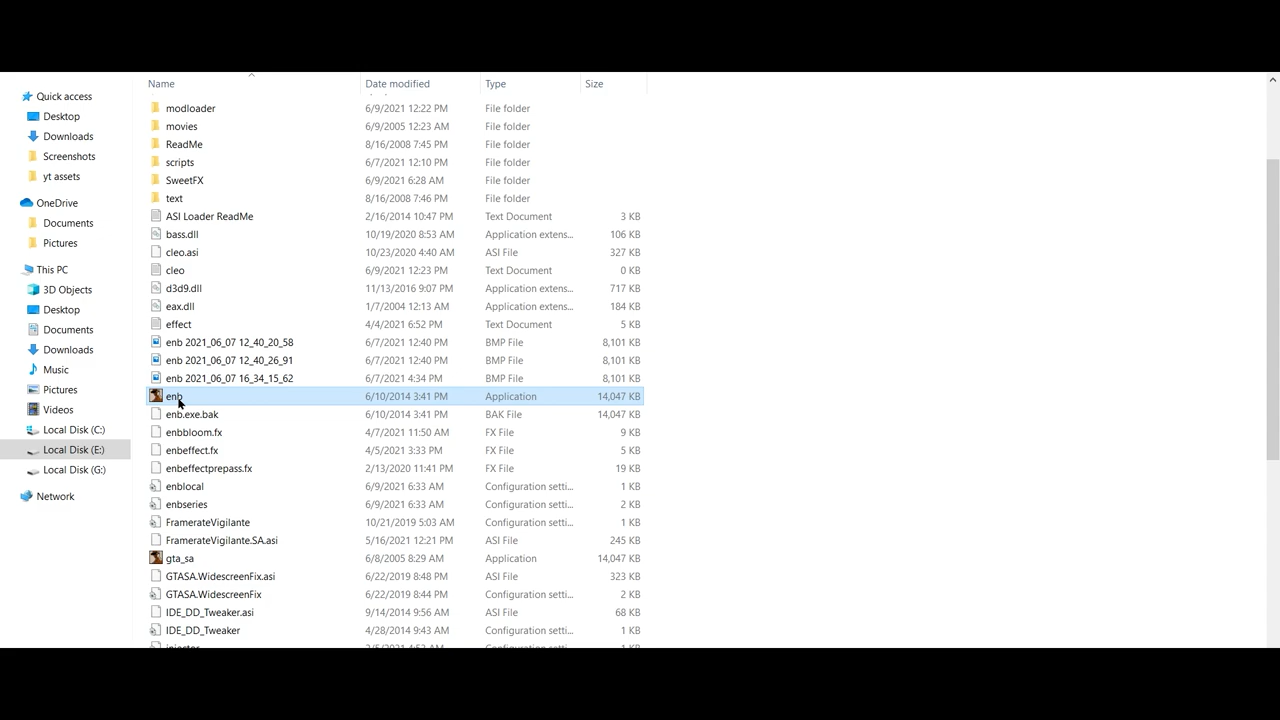 Name Date modified Type Size
Quick access
Desktop
Downloads
Screenshots
yt assets
OneDrive
Documents
Pictures
This PC
3D Objects
Desktop
Documents
Downloads
Music
Pictures
Videos
Local Disk (C:)
Local Disk (E:)
Local Disk (G:)
Network
modloader 6/9/2021 12:22 PM File folder
movies 6/9/2005 12:23 AM File folder
ReadMe 8/16/2008 7:45 PM File folder
scripts 6/7/2021 12:10 PM File folder
SweetFX 6/9/2021 6:28 AM File folder
text 8/16/2008 7:46 PM File folder
ASI Loader ReadMe 2/16/2014 10:47 PM Text Document 3 KB
bass.dll 10/19/2020 8:53 AM Application extens... 106 KB
cleo.asi 10/23/2020 4:40 AM ASI File 327 KB
cleo 6/9/2021 12:23 PM Text Document 0 KB
d3d9.dll 11/13/2016 9:07 PM Application extens... 717 KB
eax.dll 1/7/2004 12:13 AM Application extens... 184 KB
effect 4/4/2021 6:52 PM Text Document 5 KB
enb 2021_06_07 12_40_20_58 6/7/2021 12:40 PM BMP File 8,101 KB
enb 2021_06_07 12_40_26_91 6/7/2021 12:40 PM BMP File 8,101 KB
enb 2021_06_07 16_34_15_62 6/7/2021 4:34 PM BMP File 8,101 KB
enb 6/10/2014 3:41 PM Application 14,047 KB
enb.exe.bak 6/10/2014 3:41 PM BAK File 14,047 KB
enbbloom.fx 4/7/2021 11:50 AM FX File 9 KB
enbeffect.fx 4/5/2021 3:33 PM FX File 5 KB
enbeffectprepass.fx 2/13/2020 11:41 PM FX File 19 KB
enblocal 6/9/2021 6:33 AM Configuration setti... 1 KB
enbseries 6/9/2021 6:33 AM Configuration setti... 2 KB
FramerateVigilante 10/21/2019 5:03 AM Configuration setti... 1 KB
FramerateVigilante.SA.asi 5/16/2021 12:21 PM ASI File 245 KB
gta_sa 6/8/2005 8:29 AM Application 14,047 KB
GTASA.WidescreenFix.asi 6/22/2019 8:48 PM ASI File 323 KB
GTASA.WidescreenFix 6/22/2019 8:44 PM Configuration setti... 2 KB
IDE_DD_Tweaker.asi 9/14/2014 9:56 AM ASI File 68 KB
IDE_DD_Tweaker 4/28/2014 9:43 AM Configuration setti... 1 KB